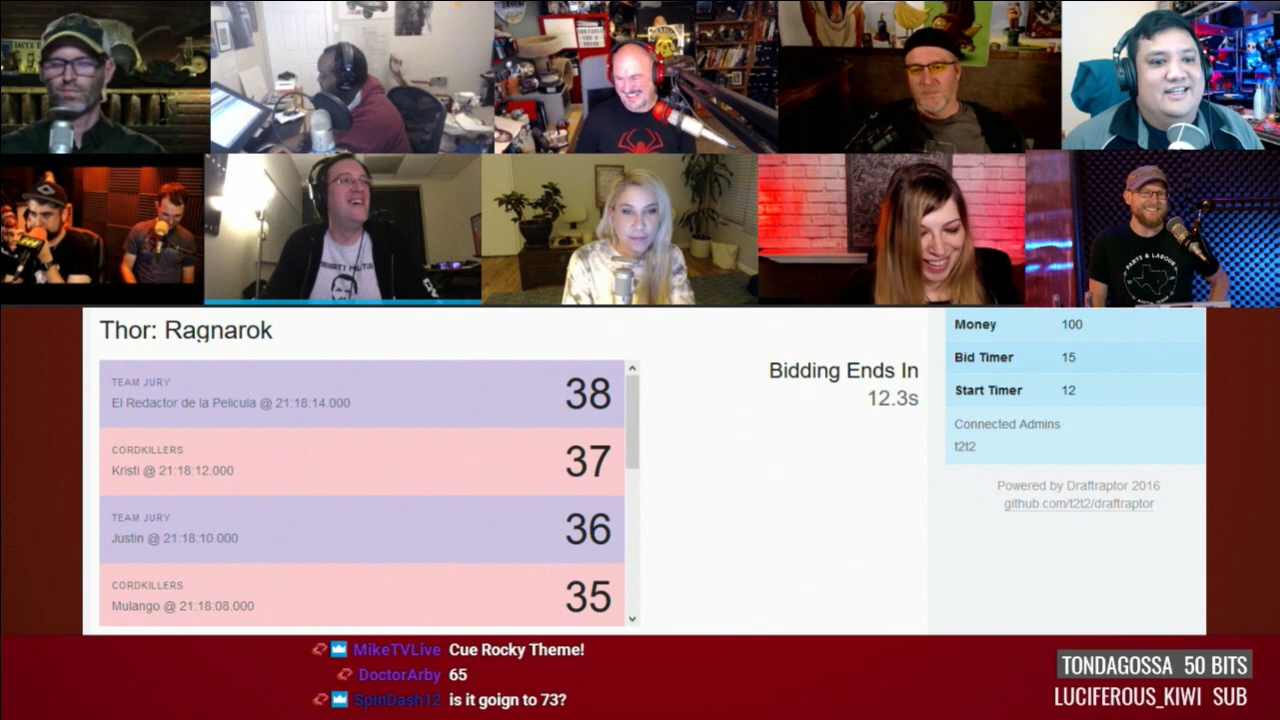 PARTS & LABOUR
Thor: Ragnarok
TEAM JURY
El Redactor de la Pelicula @ 21:18:14.000
38
CORDKILLERS
Kristi @ 21:18:12.000
37
TEAM JURY
Justin @ 21:18:10.000
36
CORDKILLERS
Mulango @ 21:18:08.000
35
Bidding Ends In
12.3s
Money 100
Bid Timer 15
Start Timer 12
Connected Admins
t2t2
Powered by Draftraptor 2016
github.com/t2t2/draftraptor
MikeTVLive Cue Rocky Theme!
DoctorArby 65
SpinDash12 is it goign to 73?
TONDAGOSSA 50 BITS
LUCIFEROUS_KIWI SUB